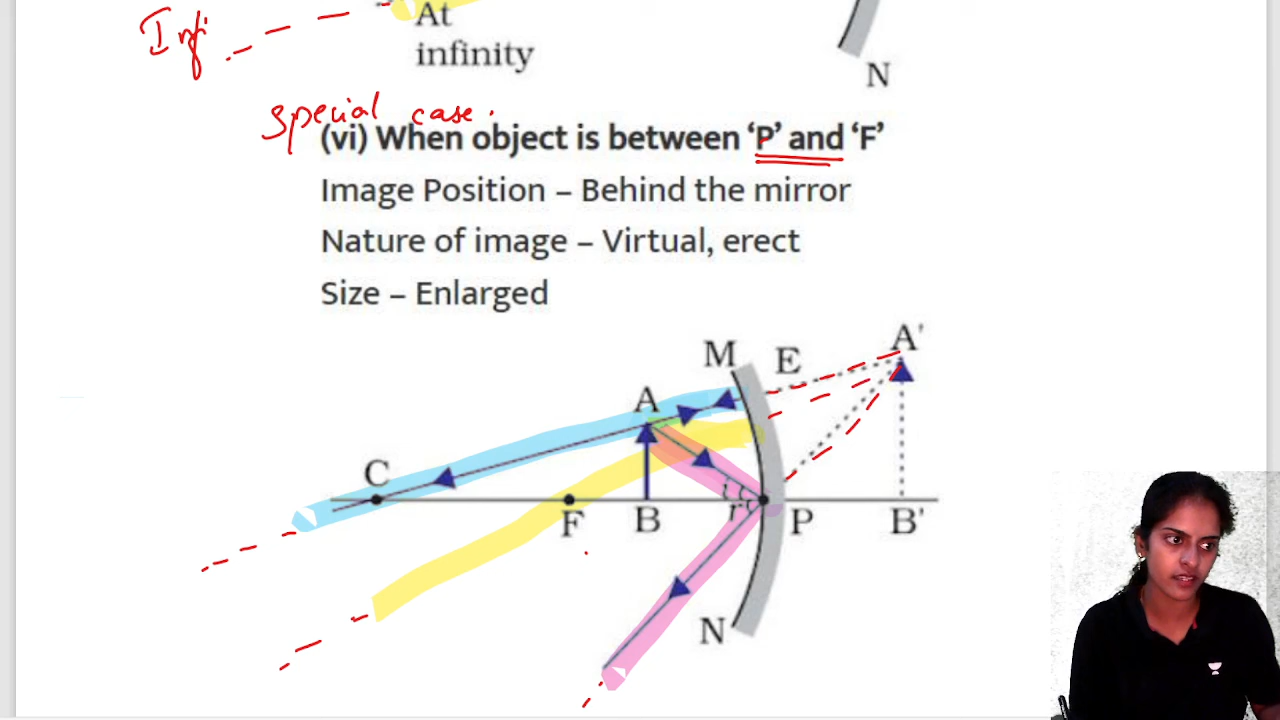 Inf
At
infinity
N
special case.
(vi) When object is between ‘P’ and ‘F’
Image Position – Behind the mirror
Nature of image – Virtual, erect
Size – Enlarged
M E A'
A
C
i
r
F B P B'
N